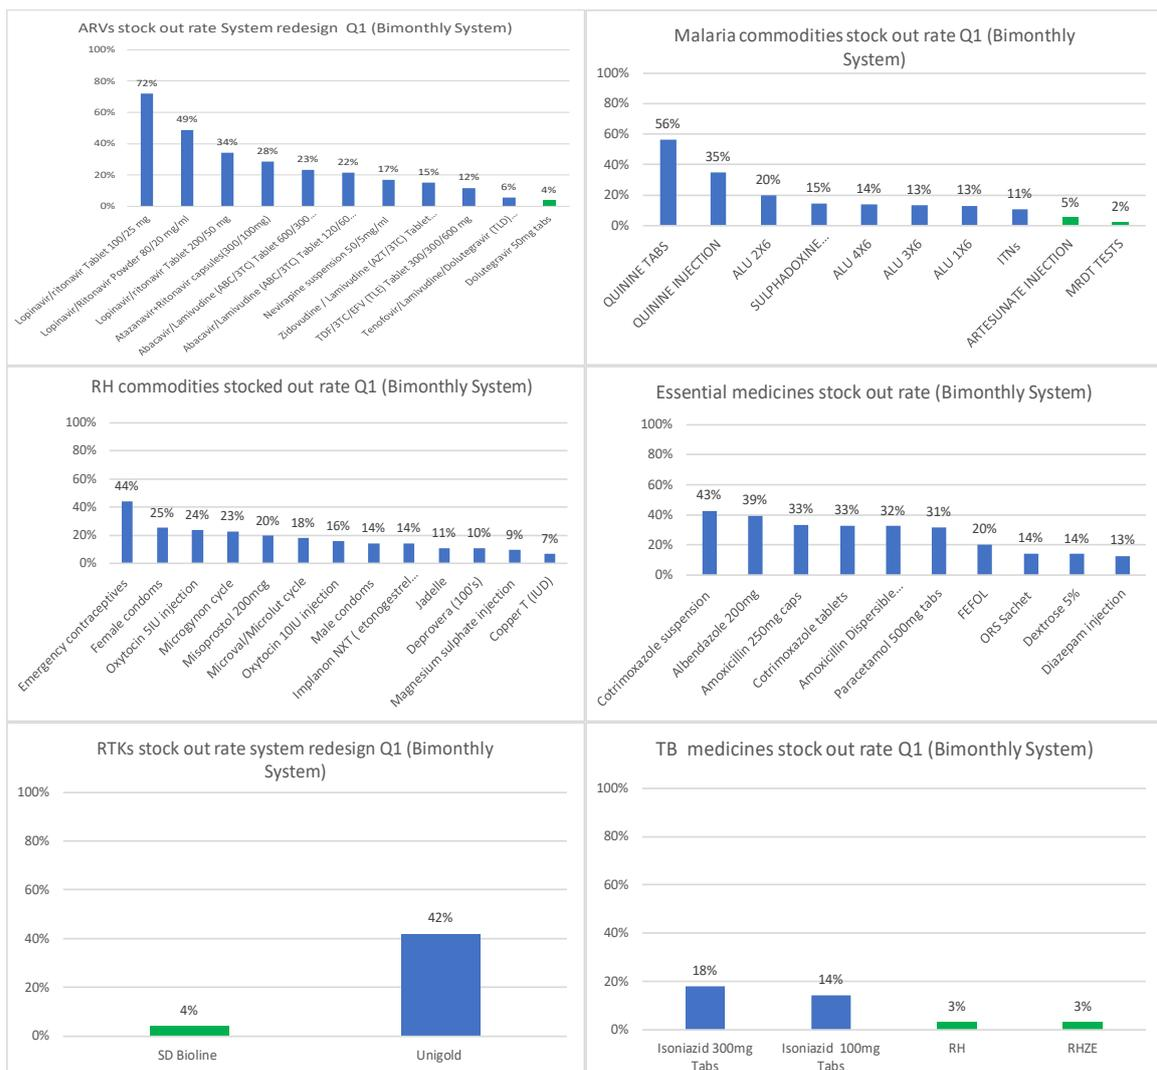 ARVs stock out rate System redesign Q1 (Bimonthly System)
100%
80%
60%
40%
20%
0%
72%
49%
34%
28%
23%
22%
17%
15%
12%
6%
4%
Lopinavir/ritonavir Tablet 100/25 mg
Lopinavir/Ritonavir Powder 80/20 mg/ml
Lopinavir/ritonavir Tablet 200/50 mg
Atazanavir+Ritonavir capsules(300/100mg)
Abacavir/Lamivudine (ABC/3TC) Tablet 600/300...
Abacavir/Lamivudine (ABC/3TC) Tablet 120/60...
Nevirapine suspension 50/5mg/ml
Zidovudine / Lamivudine (AZT/3TC) Tablet...
TDF/3TC/EFV (TLE) Tablet 300/300/600 mg
Tenofovir/Lamivudine/Dolutegravir (TLD)...
Dolutegravir 50mg tabs
Malaria commodities stock out rate Q1 (Bimonthly
System)
100%
80%
60%
40%
20%
0%
56%
35%
20%
15%
14%
13%
13%
11%
5%
2%
QUININE TABS
QUININE INJECTION
ALU 2X6
SULPHADOXINE...
ALU 4X6
ALU 3X6
ALU 1X6
ITNs
ARTESUNATE INJECTION
MRDT TESTS
RH commodities stocked out rate Q1 (Bimonthly System)
100%
80%
60%
40%
20%
0%
44%
25%
24%
23%
20%
18%
16%
14%
14%
11%
10%
9%
7%
Emergency contraceptives
Female condoms
Oxytocin 5IU injection
Microgynon cycle
Misoprostol 200mcg
Microval/Microlut cycle
Oxytocin 10IU injection
Male condoms
Implanon NXT ( etonogestrel...
Jadelle
Deprovera (100's)
Magnesium sulphate injection
Copper T (IUD)
Essential medicines stock out rate (Bimonthly System)
100%
80%
60%
40%
20%
0%
43%
39%
33%
33%
32%
31%
20%
14%
14%
13%
Cotrimoxazole suspension
Albendazole 200mg
Amoxicillin 250mg caps
Cotrimoxazole tablets
Amoxicillin Dispersible...
Paracetamol 500mg tabs
FEFOL
ORS Sachet
Dextrose 5%
Diazepam injection
RTKs stock out rate system redesign Q1 (Bimonthly
System)
100%
80%
60%
40%
20%
0%
4%
42%
SD Bioline
Unigold
TB medicines stock out rate Q1 (Bimonthly System)
100%
80%
60%
40%
20%
0%
18%
14%
3%
3%
Isoniazid 300mg
Tabs
Isoniazid 100mg
Tabs
RH
RHZE